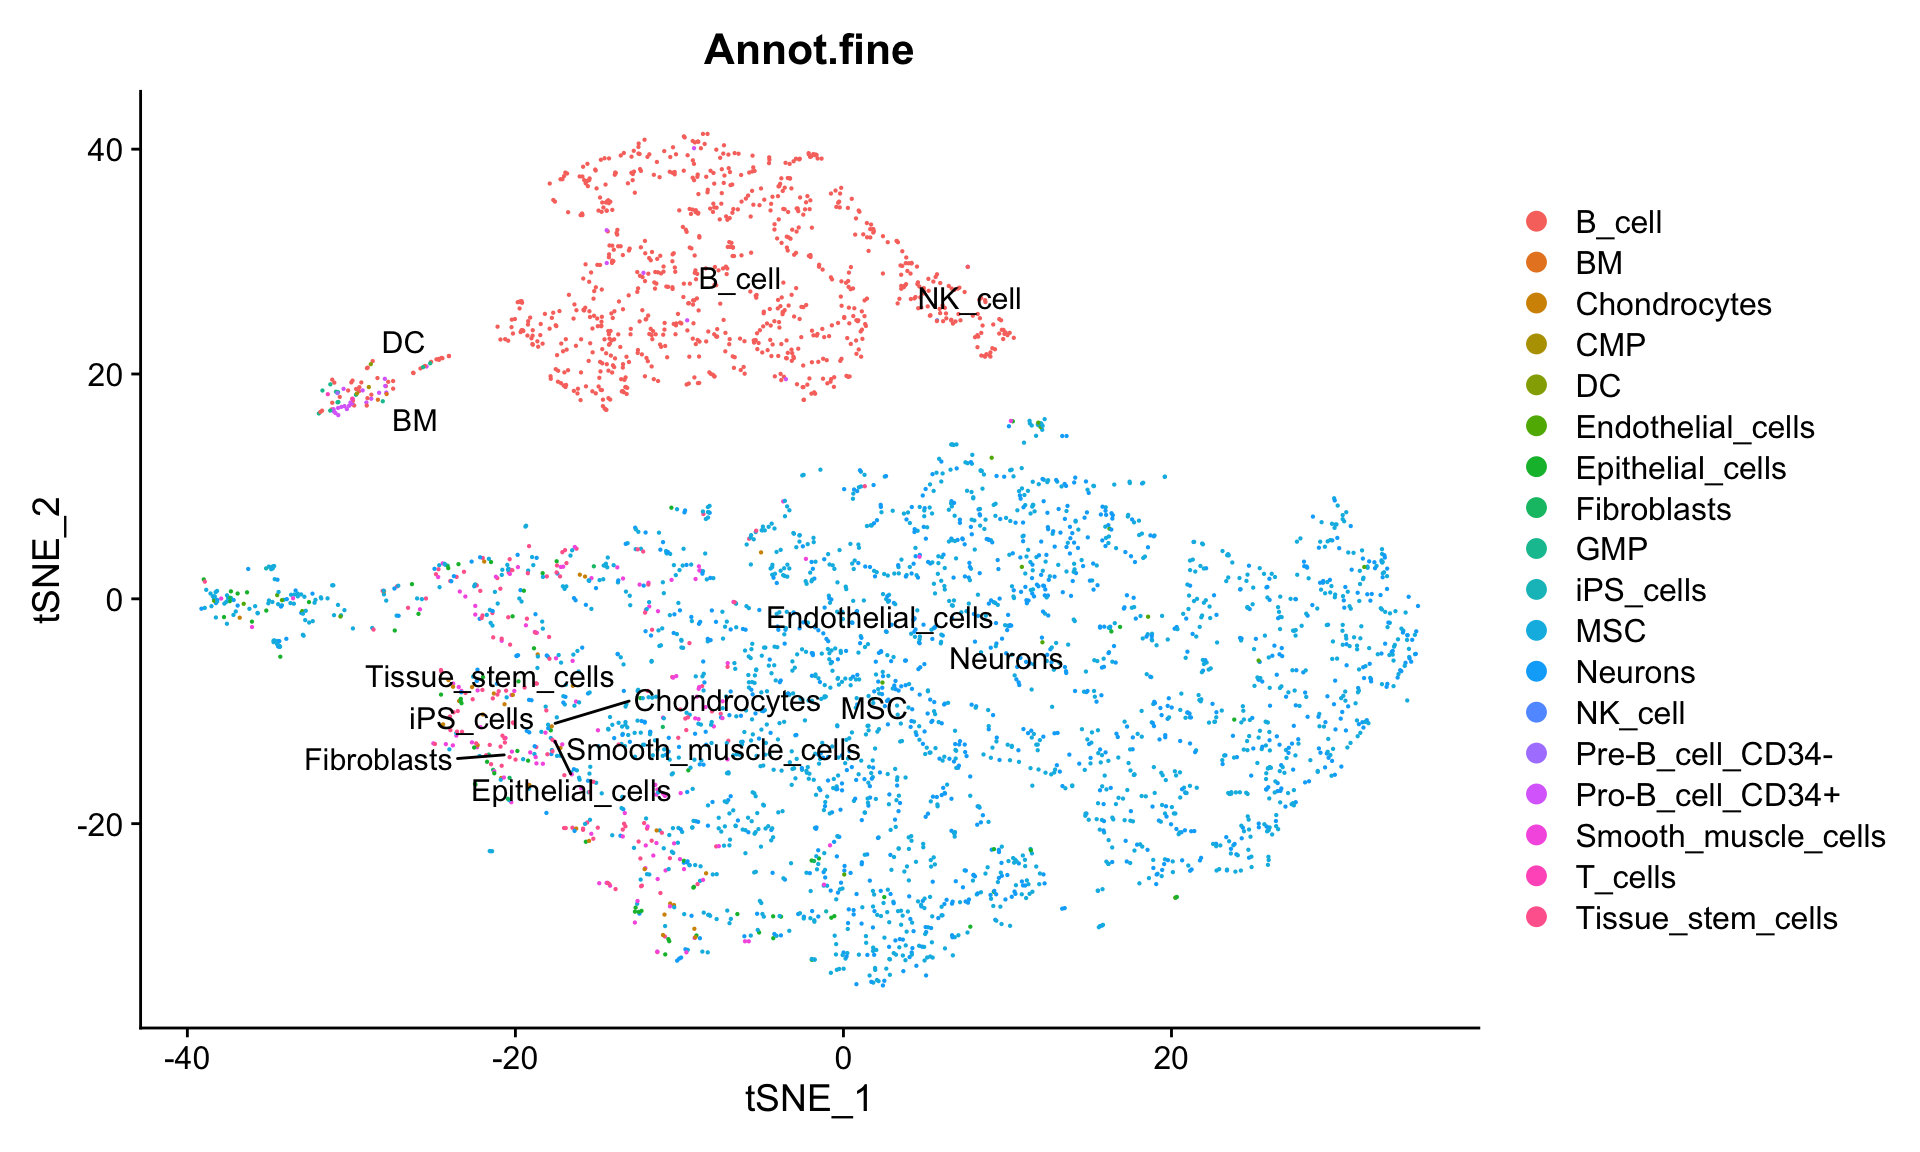 Annot.fine
tSNE_2
40
20
0
-20
-40
-20
0
20
tSNE_1
B_cell
NK_cell
DC
BM
Endothelial_cells
Neurons
Tissue_stem_cells
Chondrocytes
MSC
iPS_cells
Smooth_muscle_cells
Fibroblasts
Epithelial_cells
B_cell
BM
Chondrocytes
CMP
DC
Endothelial_cells
Epithelial_cells
Fibroblasts
GMP
iPS_cells
MSC
Neurons
NK_cell
Pre-B_cell_CD34-
Pro-B_cell_CD34+
Smooth_muscle_cells
T_cells
Tissue_stem_cells